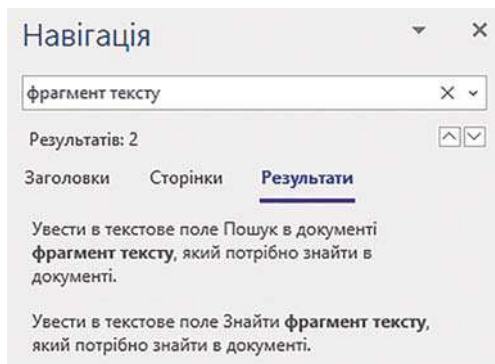 Навігація
фрагмент тексту
Результатів: 2
Заголовки Сторінки Результати
Увести в текстове поле Пошук в документі
фрагмент тексту, який потрібно знайти в
документі.
Увести в текстове поле Знайти фрагмент тексту,
який потрібно знайти в документі.